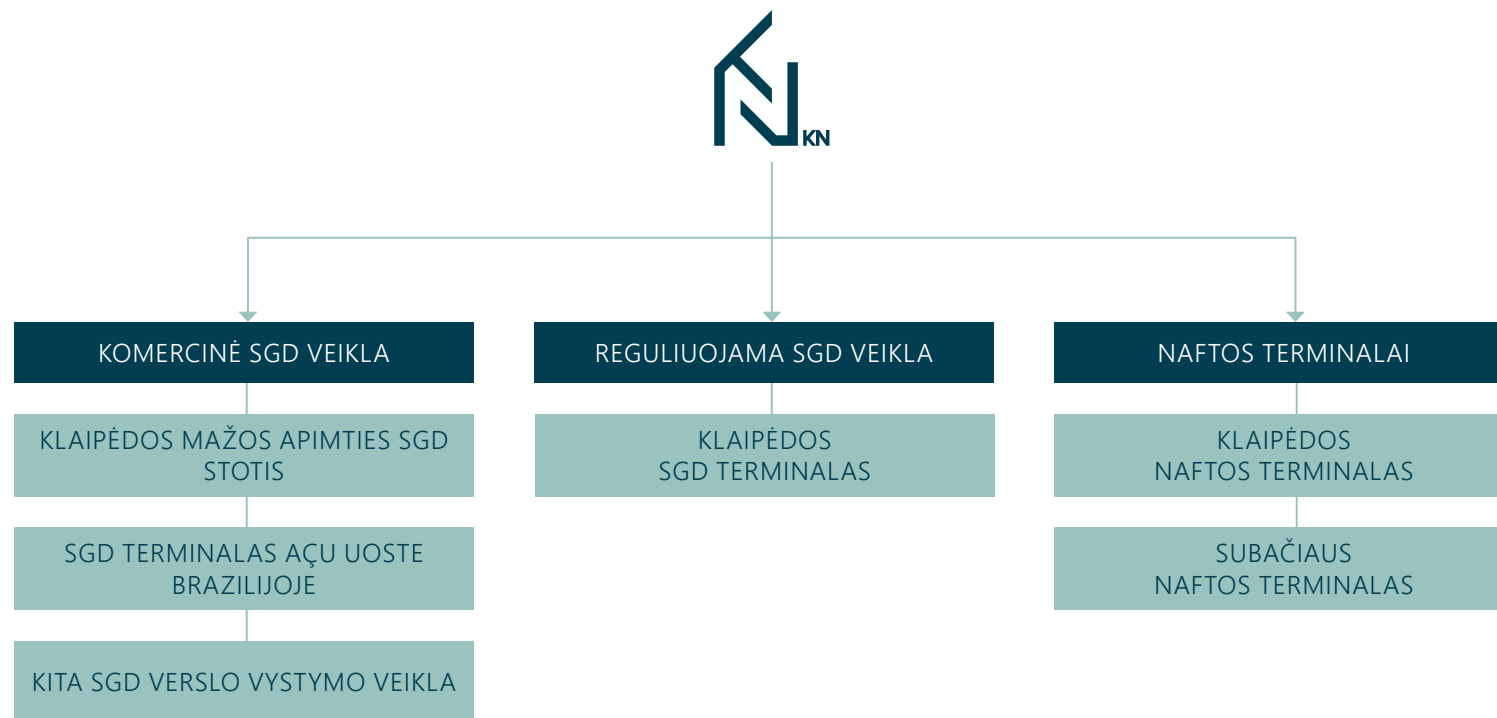 KN
KOMERCINĖ SGD VEIKLA
KLAIPĖDOS MAŽOS APIMTIES SGD
STOTIS
SGD TERMINALAS AÇU UOSTE
BRAZILIJOJE
KITA SGD VERSLO VYSTYMO VEIKLA
REGULIUOJAMA SGD VEIKLA
KLAIPĖDOS
SGD TERMINALAS
NAFTOS TERMINALAI
KLAIPĖDOS
NAFTOS TERMINALAS
SUBAČIAUS
NAFTOS TERMINALAS